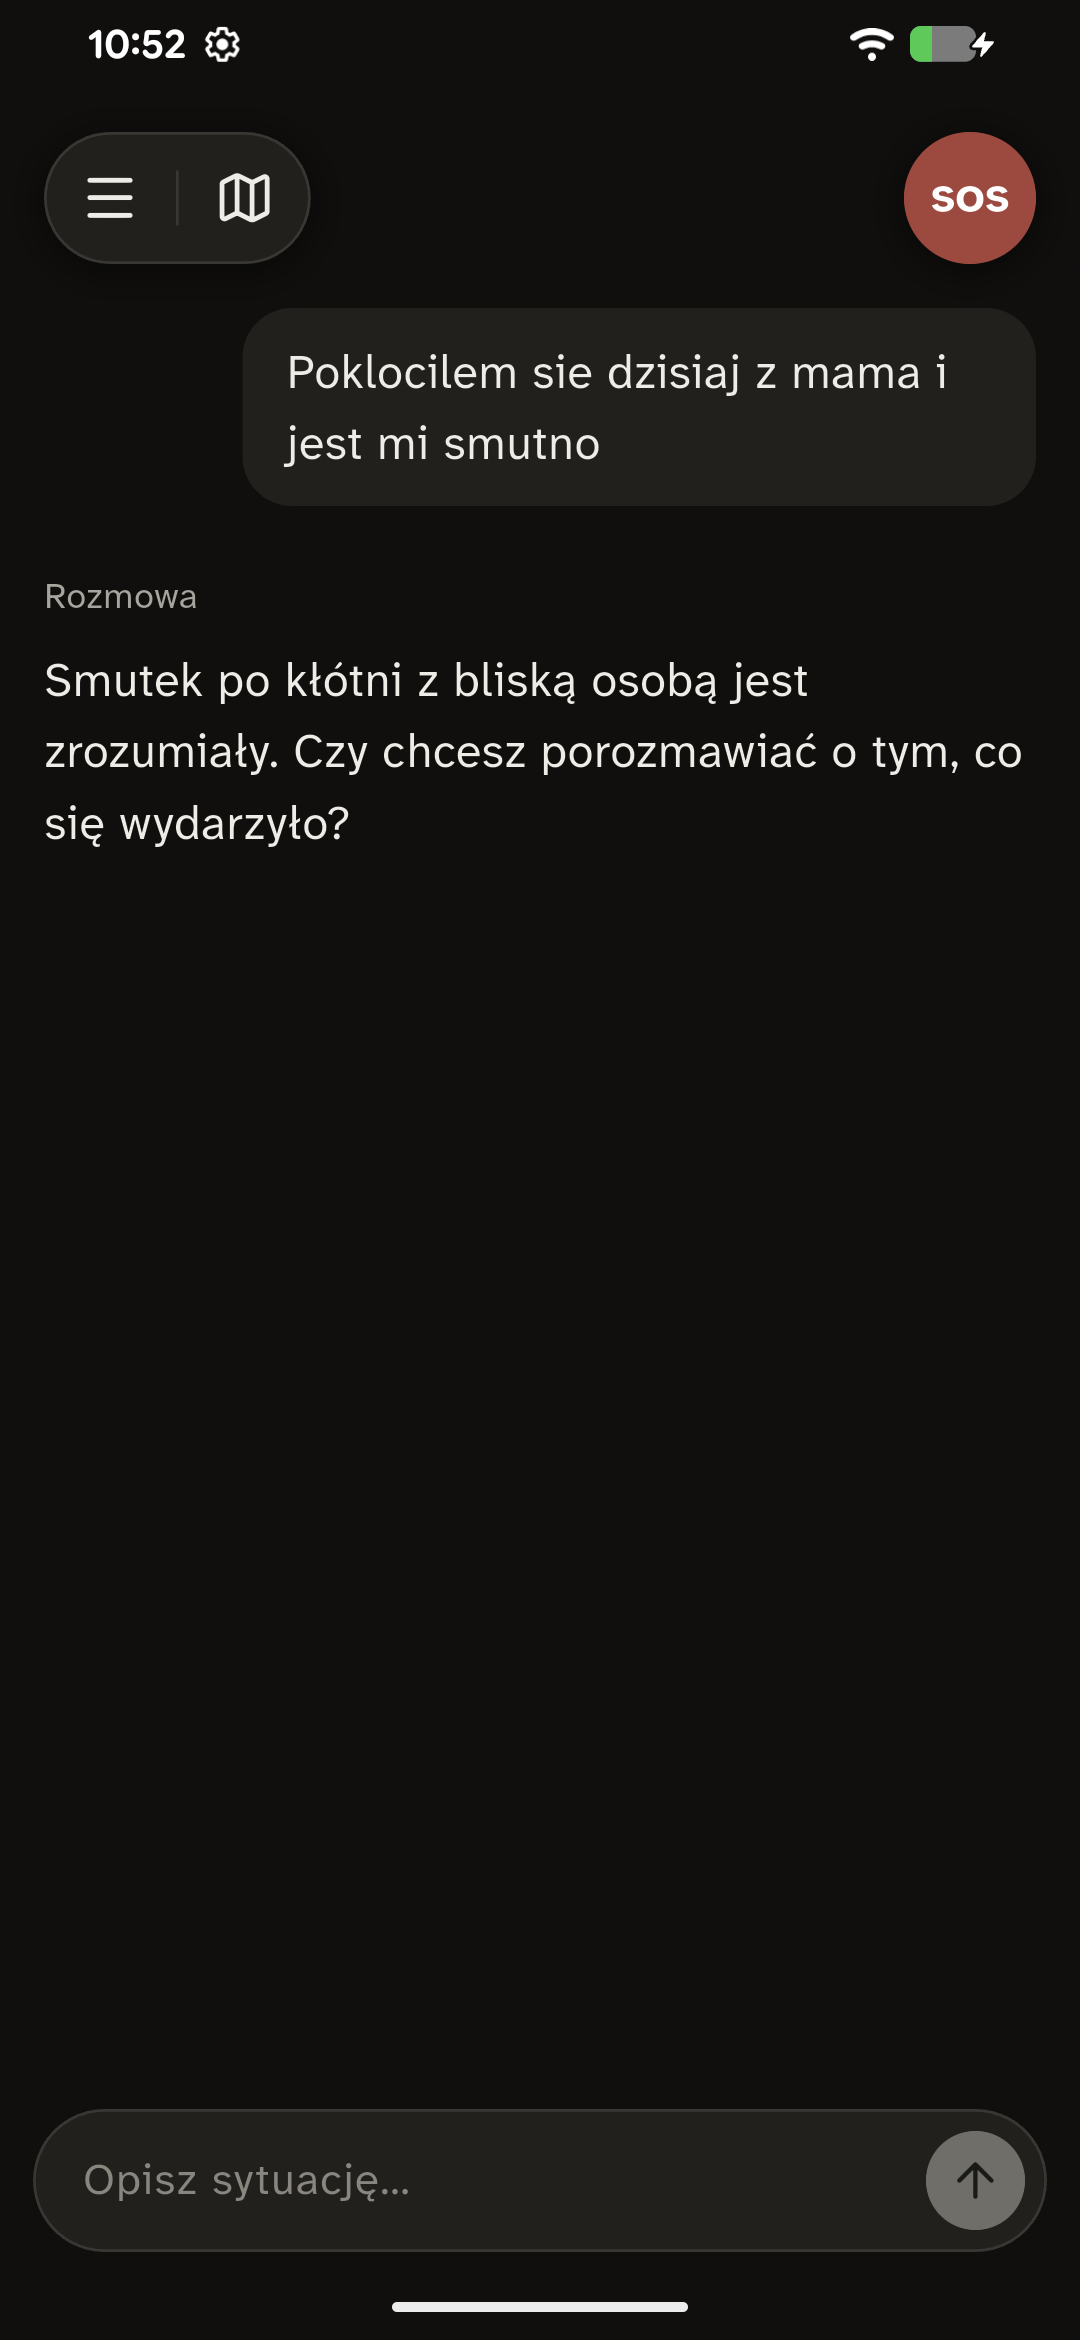 10:52
SOS
Poklocilem sie dzisiaj z mama i
jest mi smutno
Rozmowa
Smutek po kłótni z bliską osobą jest
zrozumiały. Czy chcesz porozmawiać o tym, co
się wydarzyło?
Opisz sytuację...